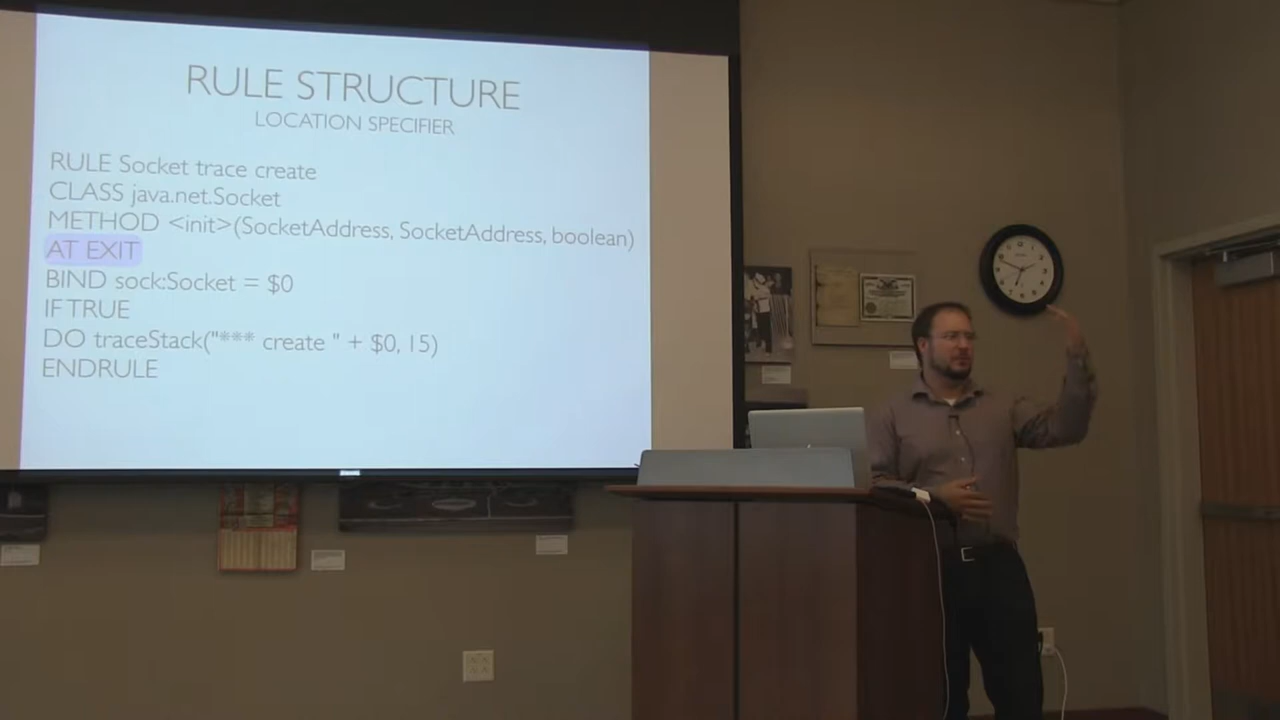 RULE STRUCTURE
LOCATION SPECIFIER
RULE Socket trace create
CLASS java.net.Socket
METHOD <init>(SocketAddress, SocketAddress, boolean)
AT EXIT
BIND sock:Socket = $0
IF TRUE
DO traceStack("*** create " + $0, 15)
ENDRULE